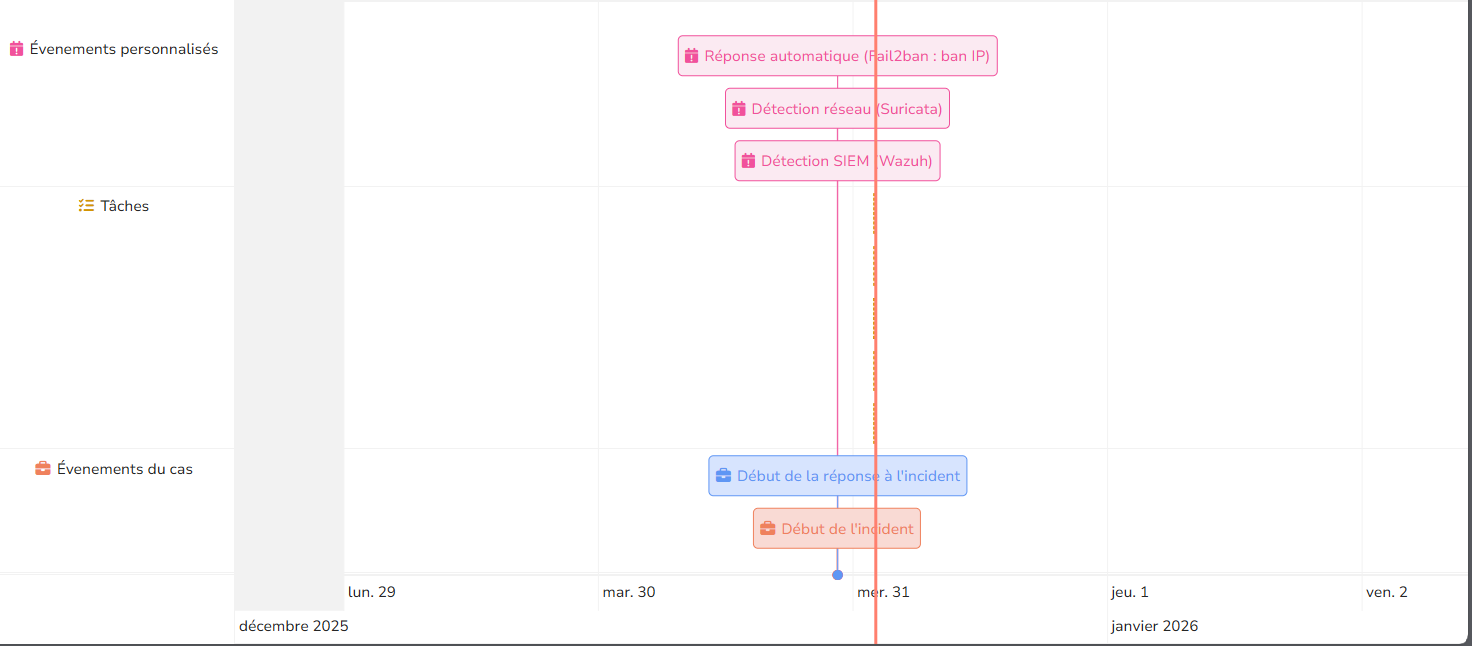 Évenements personnalisés
Réponse automatique (Fail2ban : ban IP)
Détection réseau (Suricata)
Détection SIEM (Wazuh)
Tâches
Évenements du cas
Début de la réponse à l'incident
Début de l'incident
lun. 29 mar. 30 mer. 31 jeu. 1 ven. 2
décembre 2025 janvier 2026